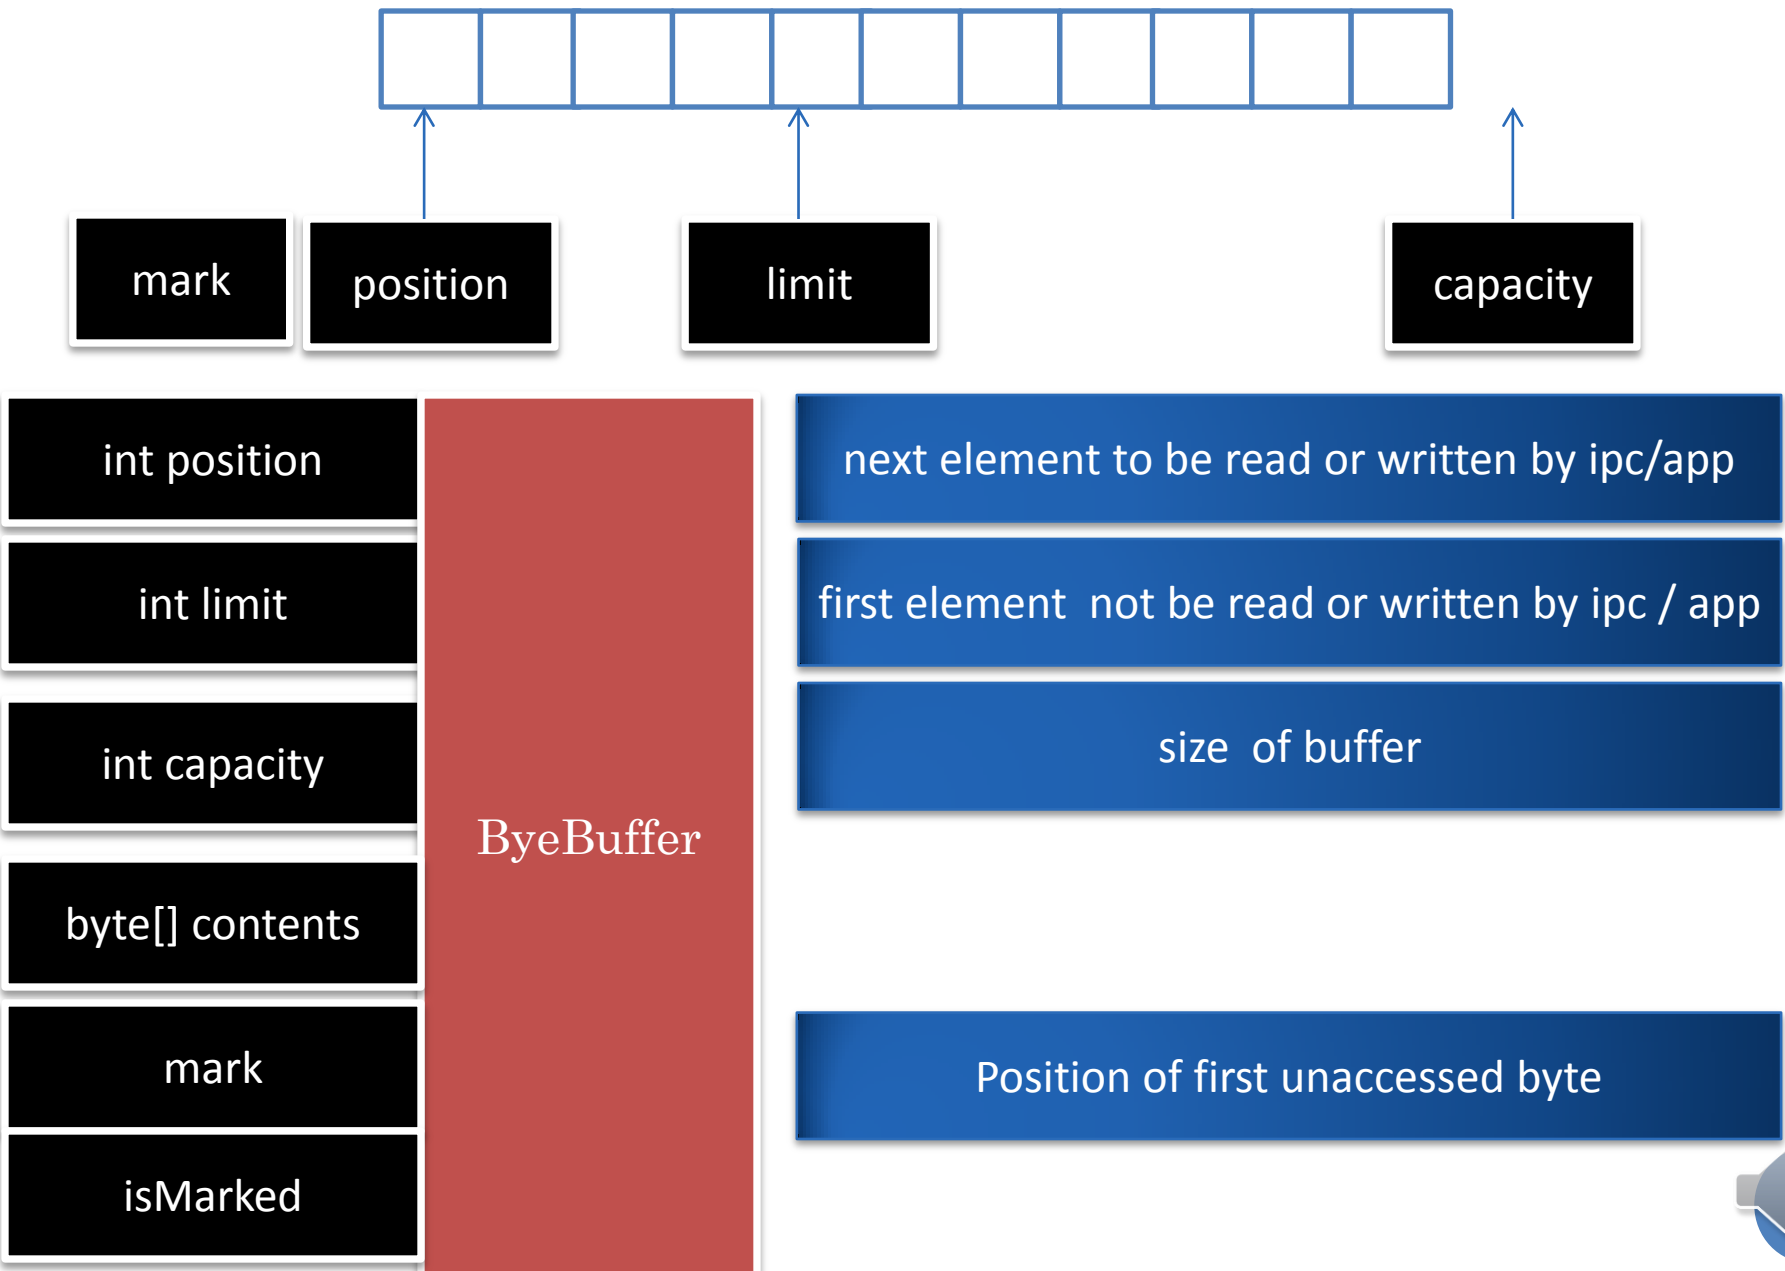 mark
position
limit
capacity
int position
next element to be read or written by ipc/app
int limit
first element  not be read or written by ipc / app
int capacity
size  of buffer
ByeBuffer
byte[] contents
mark
Position of first unaccessed byte
isMarked